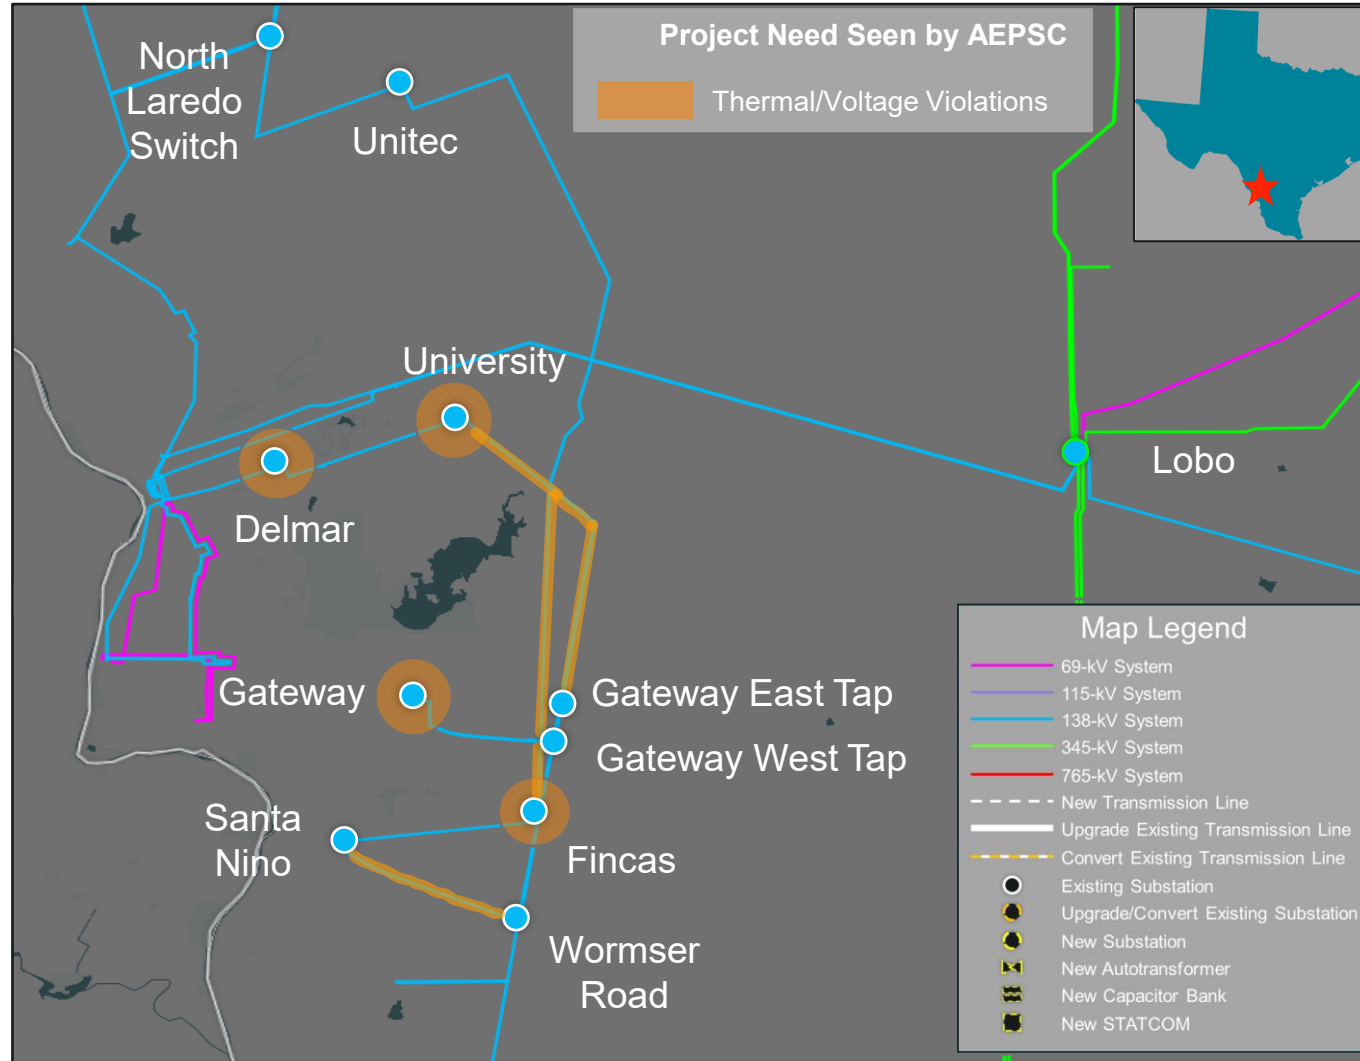 Project Need Seen by AEPSC
Thermal/Voltage Violations
North
Laredo
Switch
Unitec
University
Lobo
Delmar
Gateway
Gateway East Tap
Gateway West Tap
Santa
Nino
Fincas
Wormser
Road
Map Legend
69-kV System
115-kV System
138-kV System
345-kV System
765-kV System
New Transmission Line
Upgrade Existing Transmission Line
Convert Existing Transmission Line
Existing Substation
Upgrade/Convert Existing Substation
New Substation
New Autotransformer
New Capacitor Bank
New STATCOM